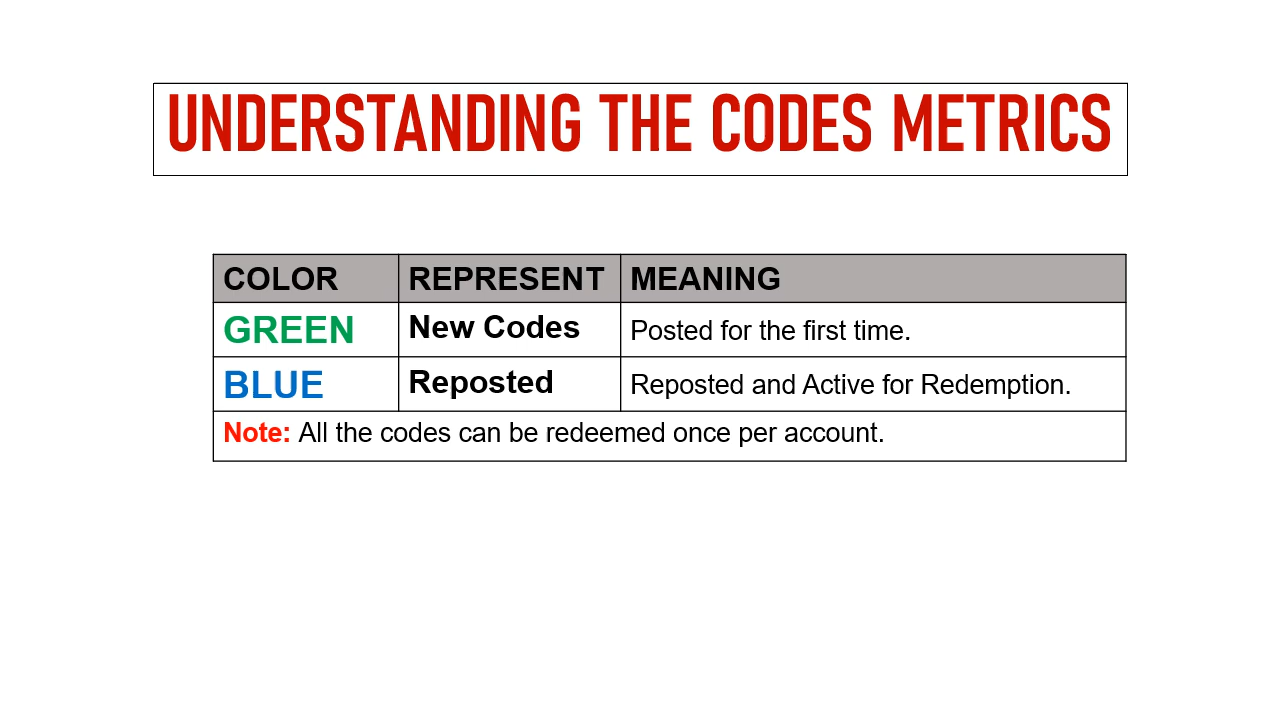 UNDERSTANDING THE CODES METRICS
COLOR REPRESENT MEANING
GREEN New Codes Posted for the first time.
BLUE Reposted Reposted and Active for Redemption.
Note: All the codes can be redeemed once per account.